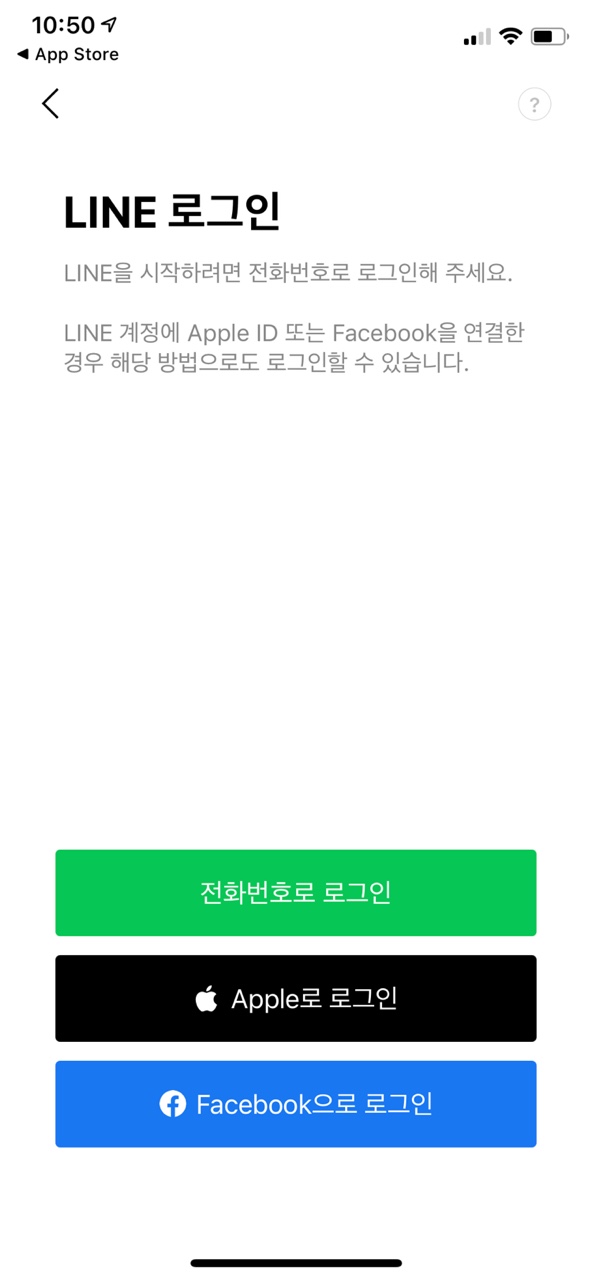 10:50
◀ App Store
?
LINE 로그인
LINE을 시작하려면 전화번호로 로그인해 주세요.
LINE 계정에 Apple ID 또는 Facebook을 연결한
경우 해당 방법으로도 로그인할 수 있습니다.
전화번호로 로그인
Apple로 로그인
Facebook으로 로그인